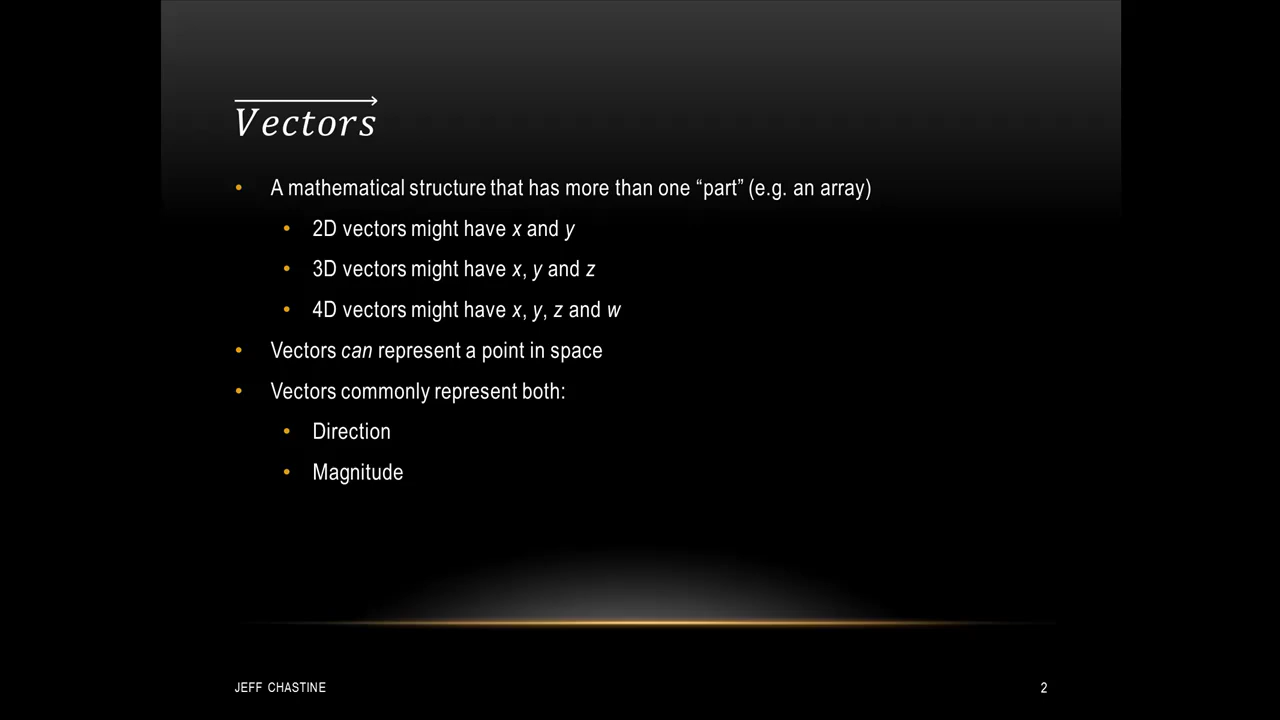 Vectors
• A mathematical structure that has more than one “part” (e.g. an array)
• 2D vectors might have x and y
• 3D vectors might have x, y and z
• 4D vectors might have x, y, z and w
• Vectors can represent a point in space
• Vectors commonly represent both:
• Direction
• Magnitude
JEFF CHASTINE
2